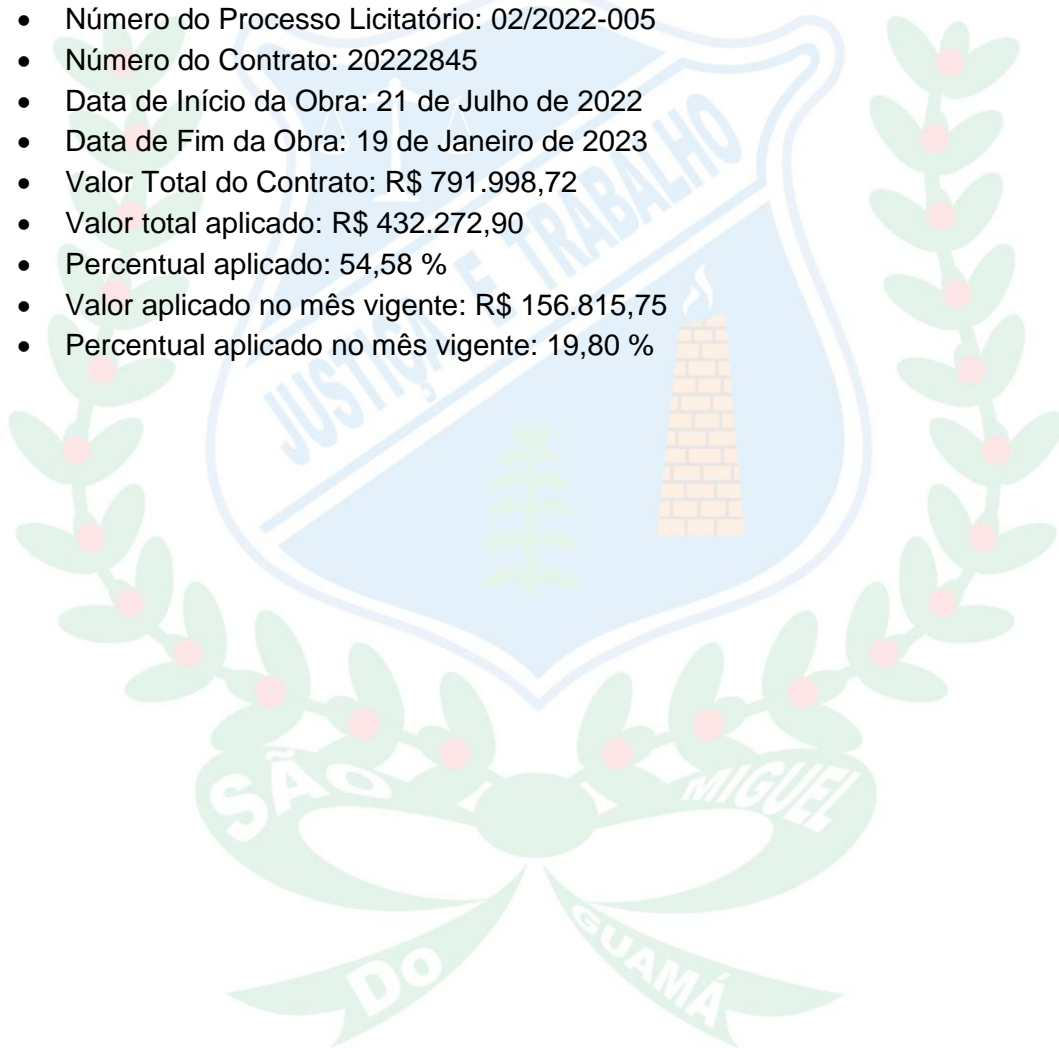 • Número do Processo Licitatório: 02/2022-005
• Número do Contrato: 20222845
• Data de Início da Obra: 21 de Julho de 2022
• Data de Fim da Obra: 19 de Janeiro de 2023
• Valor Total do Contrato: R$ 791.998,72
• Valor total aplicado: R$ 432.272,90
• Percentual aplicado: 54,58 %
• Valor aplicado no mês vigente: R$ 156.815,75
• Percentual aplicado no mês vigente: 19,80 %
JUSTIÇA E TRABALHO
SÃO MIGUEL
DO GUAMÁ